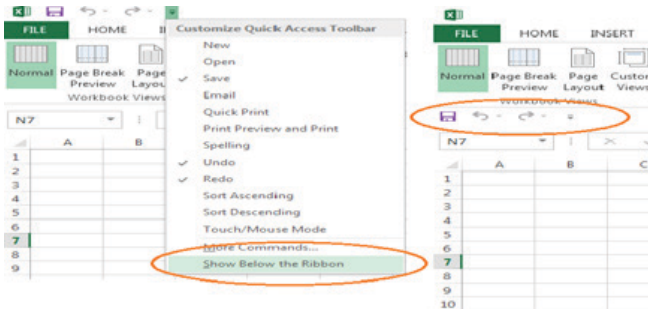 FILE HOME
Customize Quick Access Toolbar
New
Open
Save
Email
Quick Print
Print Preview and Print
Spelling
Undo
Redo
Sort Ascending
Sort Descending
Touch/Mouse Mode
More Commands...
Show Below the Ribbon
Normal Page Break Preview Page Layou
Workbook Views
N7
A B
1
2
3
4
5
6
7
8
9
FILE HOME INSERT
Normal Page Break Preview Page Layout Custom Views
Workbook Views
N7
A B C
1
2
3
4
5
6
7
8
9
10